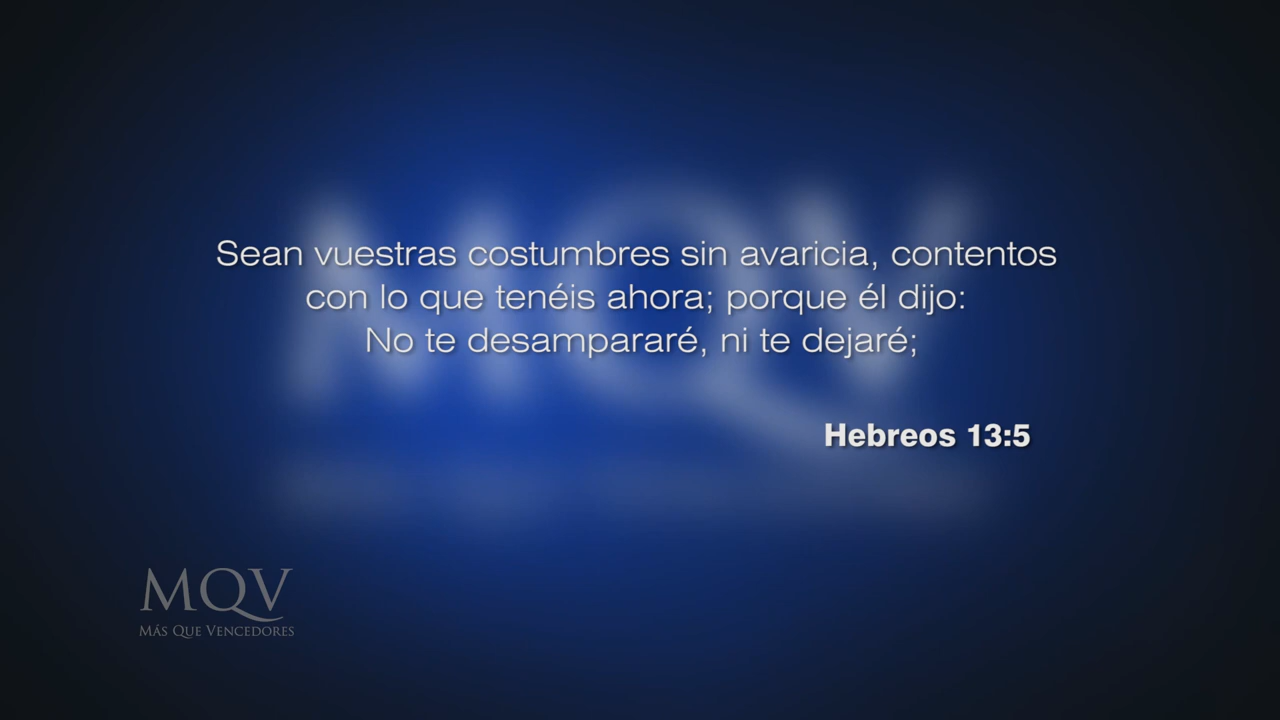 Sean vuestras costumbres sin avaricia, contentos
con lo que tenéis ahora; porque él dijo:
No te desampararé, ni te dejaré;
Hebreos 13:5
MQV
MÁS QUE VENCEDORES